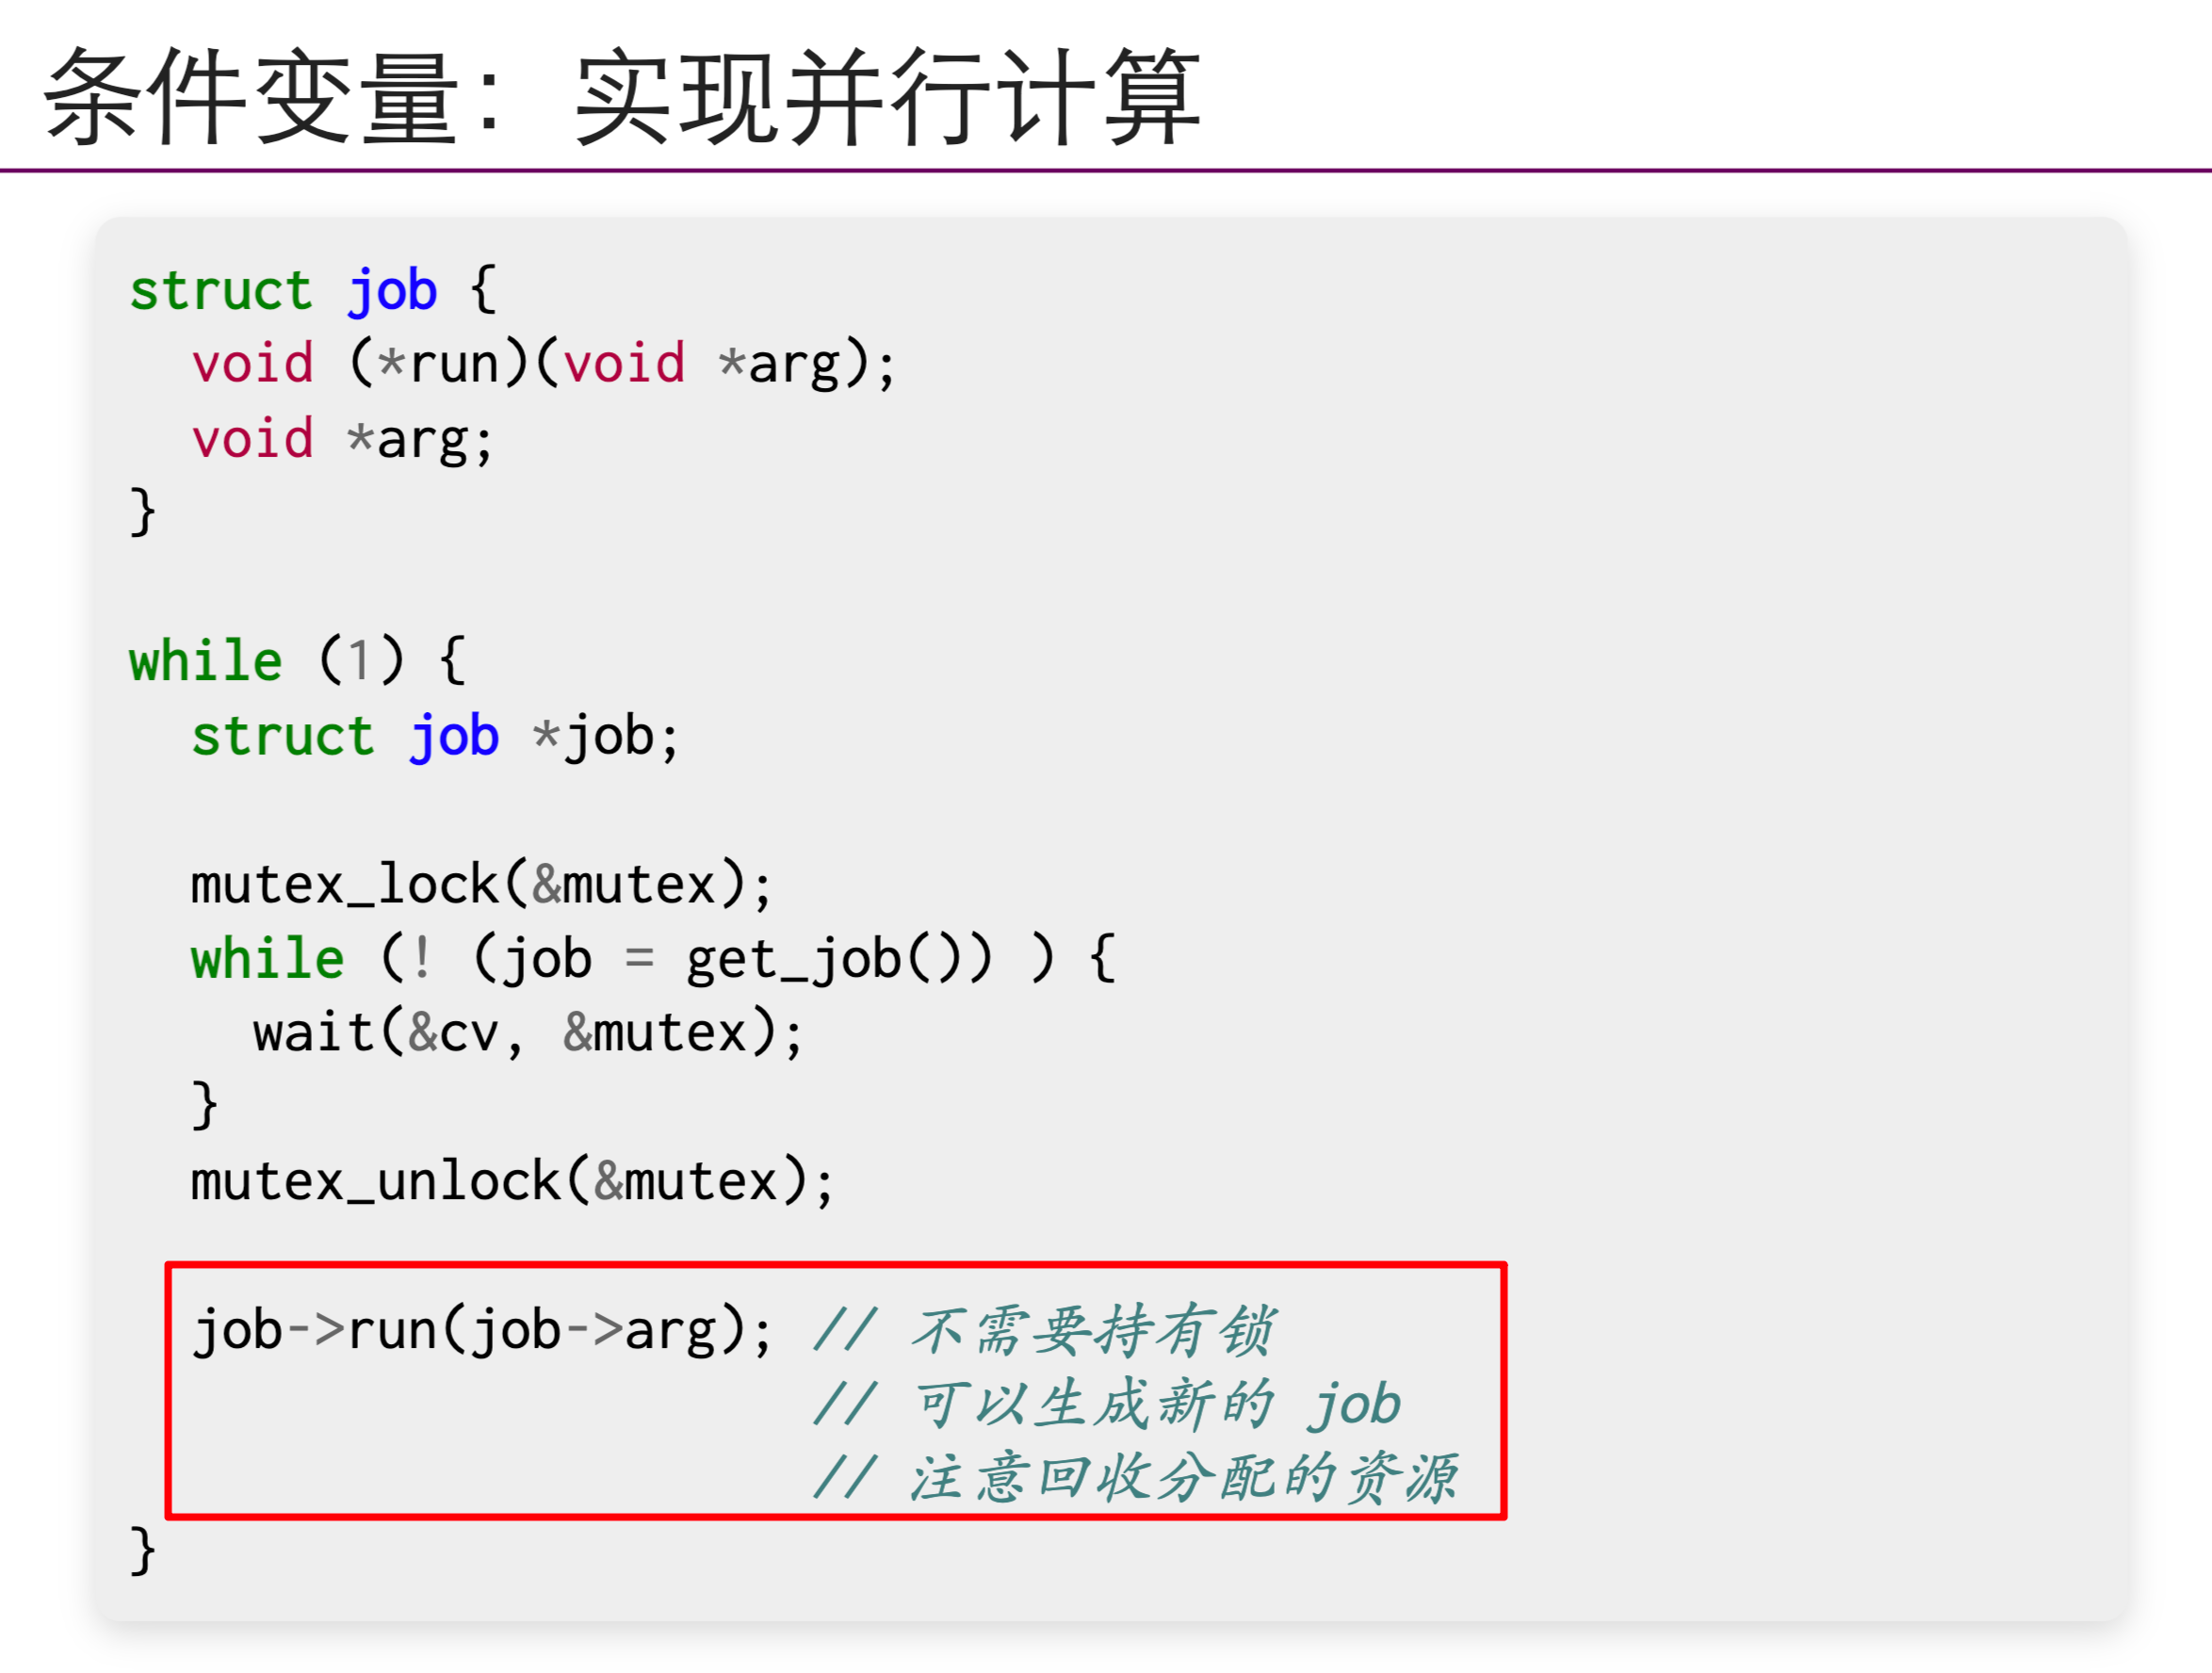 条件变量：实现并行计算
struct job {
  void (*run)(void *arg);
  void *arg;
}
while (1) {
  struct job *job;
  mutex_lock(&mutex);
  while (! (job = get_job()) ) {
    wait(&cv, &mutex);
  }
  mutex_unlock(&mutex);
  job->run(job->arg); // 不需要持有锁
                      // 可以生成新的 job
                      // 注意回收分配的资源
}